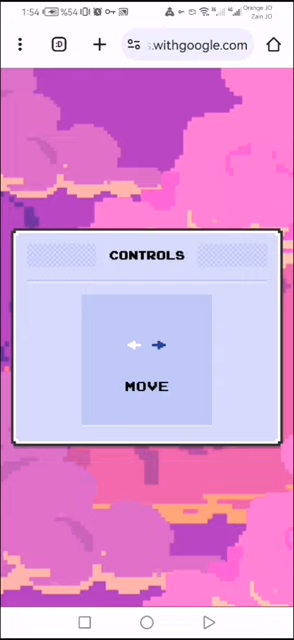 1:54
%54
Orange JO
Zain JO
:D
s.withgoogle.com
CONTROLS
MOVE